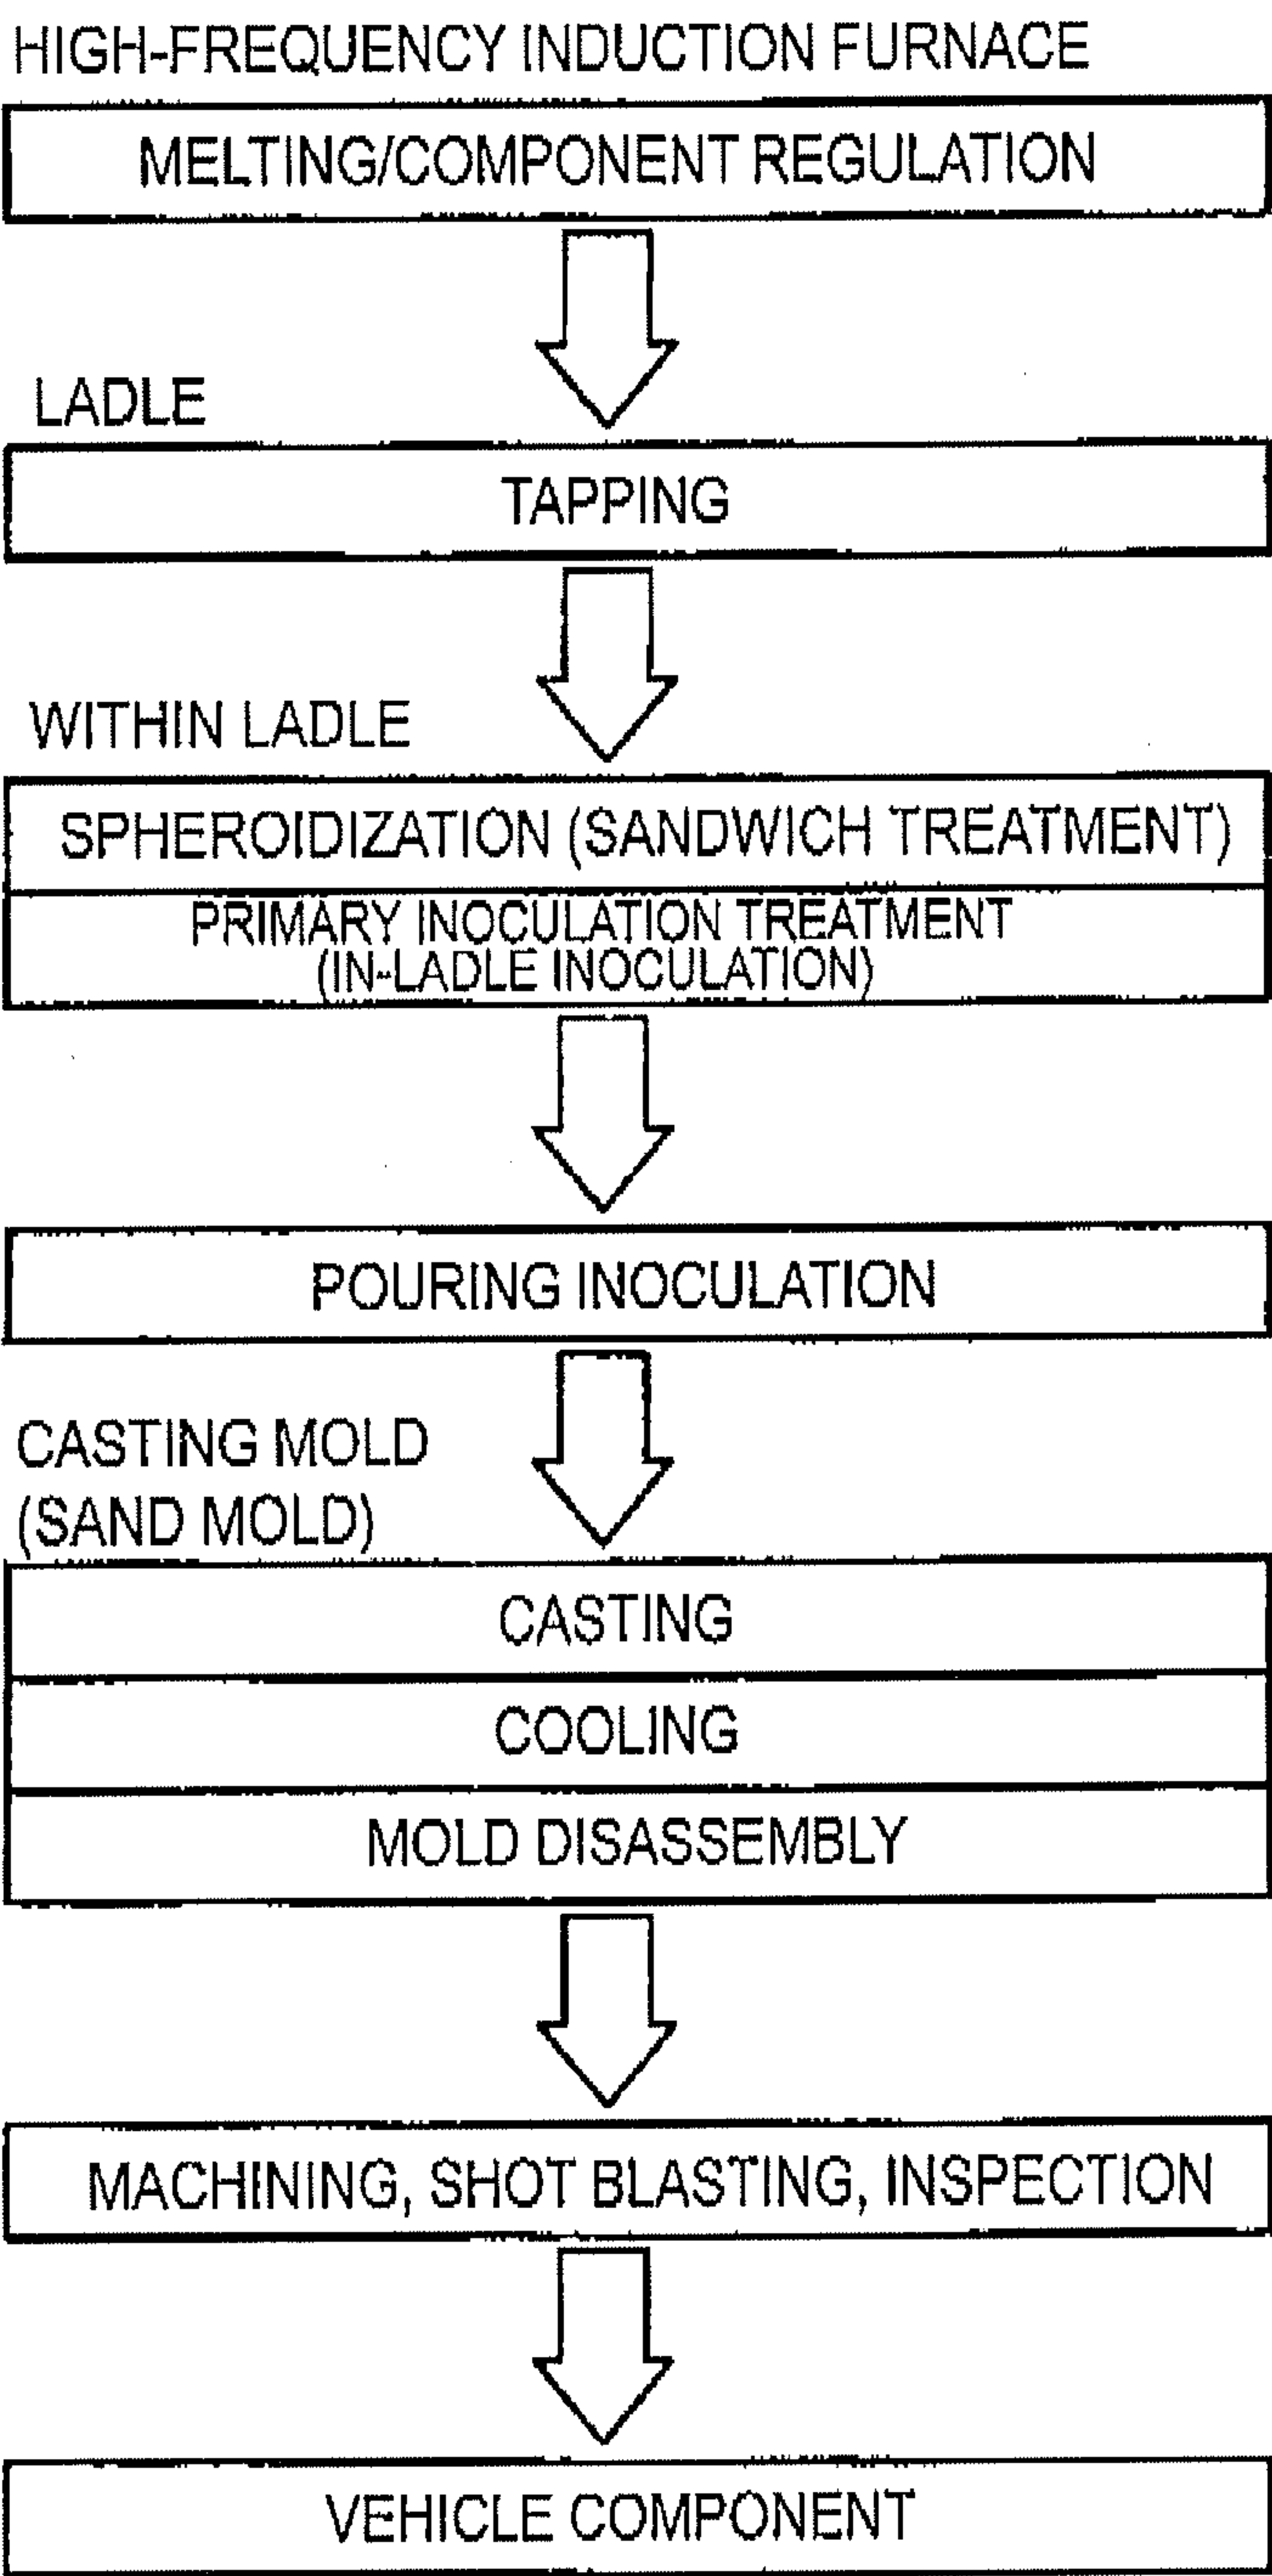 HIGH-FREQUENCY INDUCTION FURNACE
MELTING/COMPONENT REGULATION
LADLE
TAPPING
WITHIN LADLE
SPHEROIDIZATION (SANDWICH TREATMENT)
PRIMARY INOCULATION TREATMENT
(IN-LADLE INOCULATION)
POURING INOCULATION
CASTING MOLD
(SAND MOLD)
CASTING
COOLING
MOLD DISASSEMBLY
MACHINING, SHOT BLASTING, INSPECTION
VEHICLE COMPONENT